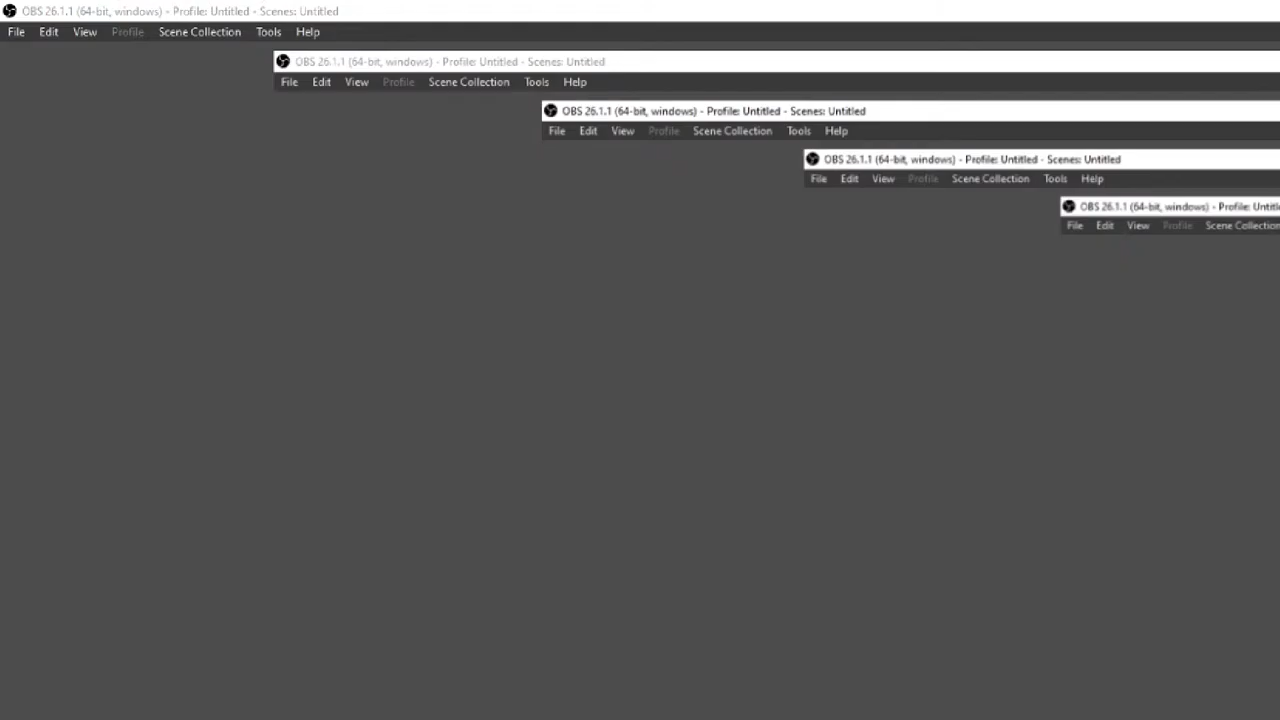 OBS 26.1.1 (64-bit, windows) - Profile: Untitled - Scenes: Untitled
File Edit View Profile Scene Collection Tools Help
OBS 26.1.1 (64-bit, windows) - Profile: Untitled - Scenes: Untitled
File Edit View Profile Scene Collection Tools Help
OBS 26.1.1 (64-bit, windows) - Profile: Untitled - Scenes: Untitled
File Edit View Profile Scene Collection Tools Help
OBS 26.1.1 (64-bit, windows) - Profile: Untitled - Scenes: Untitled
File Edit View Profile Scene Collection Tools Help
OBS 26.1.1 (64-bit, windows) - Profile: Untitle
File Edit View Profile Scene Collection